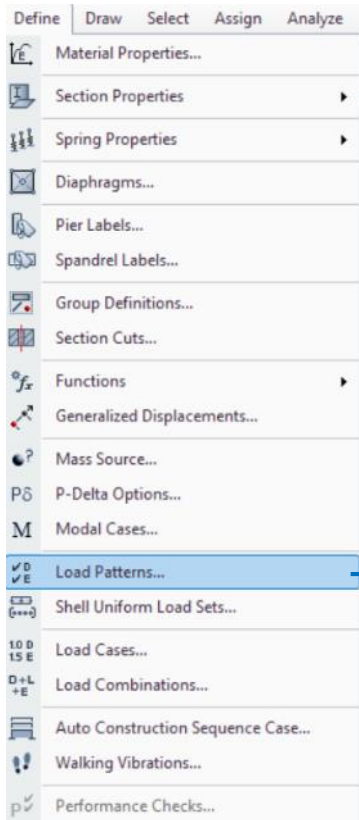 Define Draw Select Assign Analyze
Material Properties...
Section Properties
Spring Properties
Diaphragms...
Pier Labels...
Spandrel Labels...
Group Definitions...
Section Cuts...
Functions
Generalized Displacements...
Mass Source...
Pδ P-Delta Options...
M Modal Cases...
Load Patterns...
Shell Uniform Load Sets...
Load Cases...
Load Combinations...
Auto Construction Sequence Case...
Walking Vibrations...
Performance Checks...